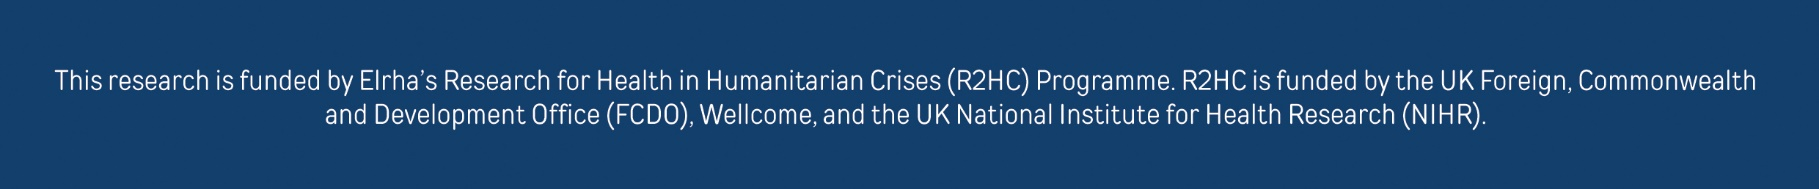 This research is funded by Elrha’s Research for Health in Humanitarian Crises (R2HC) Programme. R2HC is funded by the UK Foreign, Commonwealth
and Development Office (FCDO), Wellcome, and the UK National Institute for Health Research (NIHR).